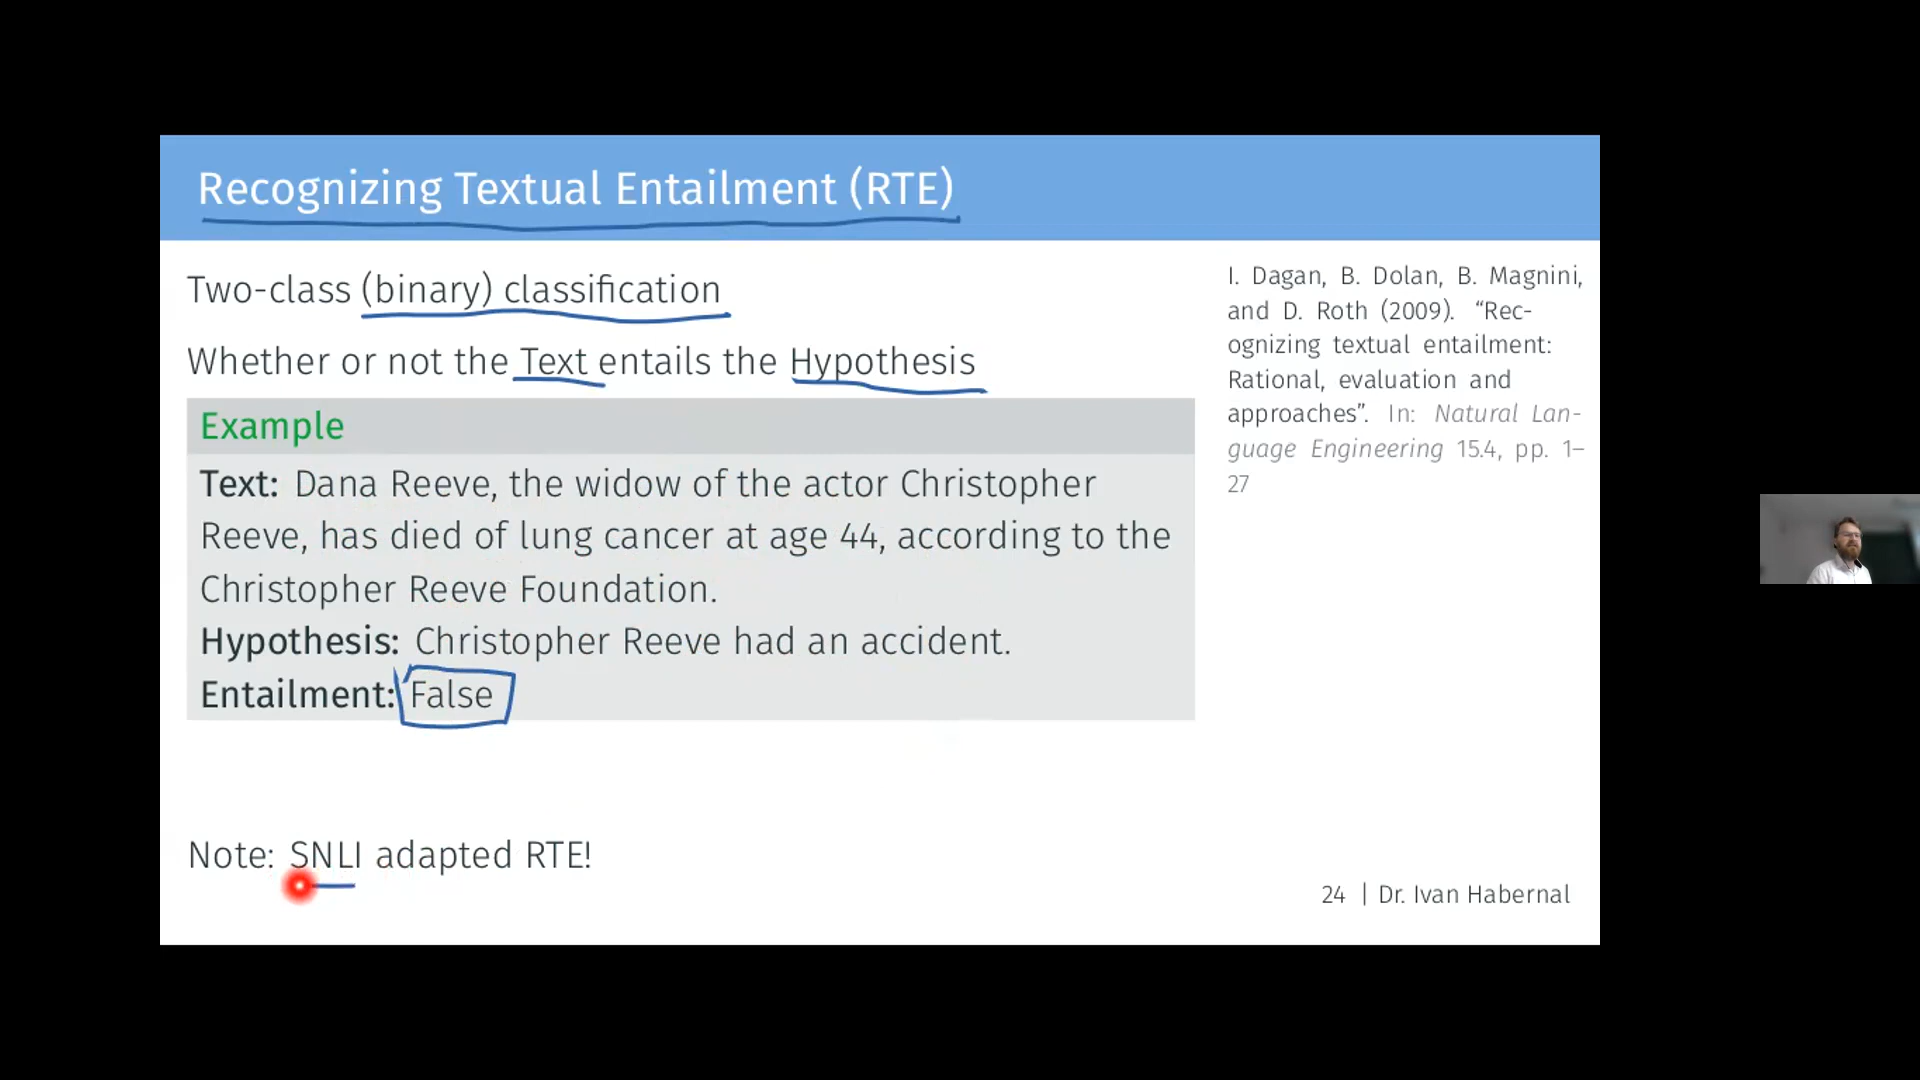 Recognizing Textual Entailment (RTE)
Two-class (binary) classification
Whether or not the Text entails the Hypothesis
Example
Text: Dana Reeve, the widow of the actor Christopher
Reeve, has died of lung cancer at age 44, according to the
Christopher Reeve Foundation.
Hypothesis: Christopher Reeve had an accident.
Entailment: False
Note: SNLI adapted RTE!
I. Dagan, B. Dolan, B. Magnini,
and D. Roth (2009). “Rec-
ognizing textual entailment:
Rational, evaluation and
approaches”. In: Natural Lan-
guage Engineering 15.4, pp. 1–
27
24 | Dr. Ivan Habernal